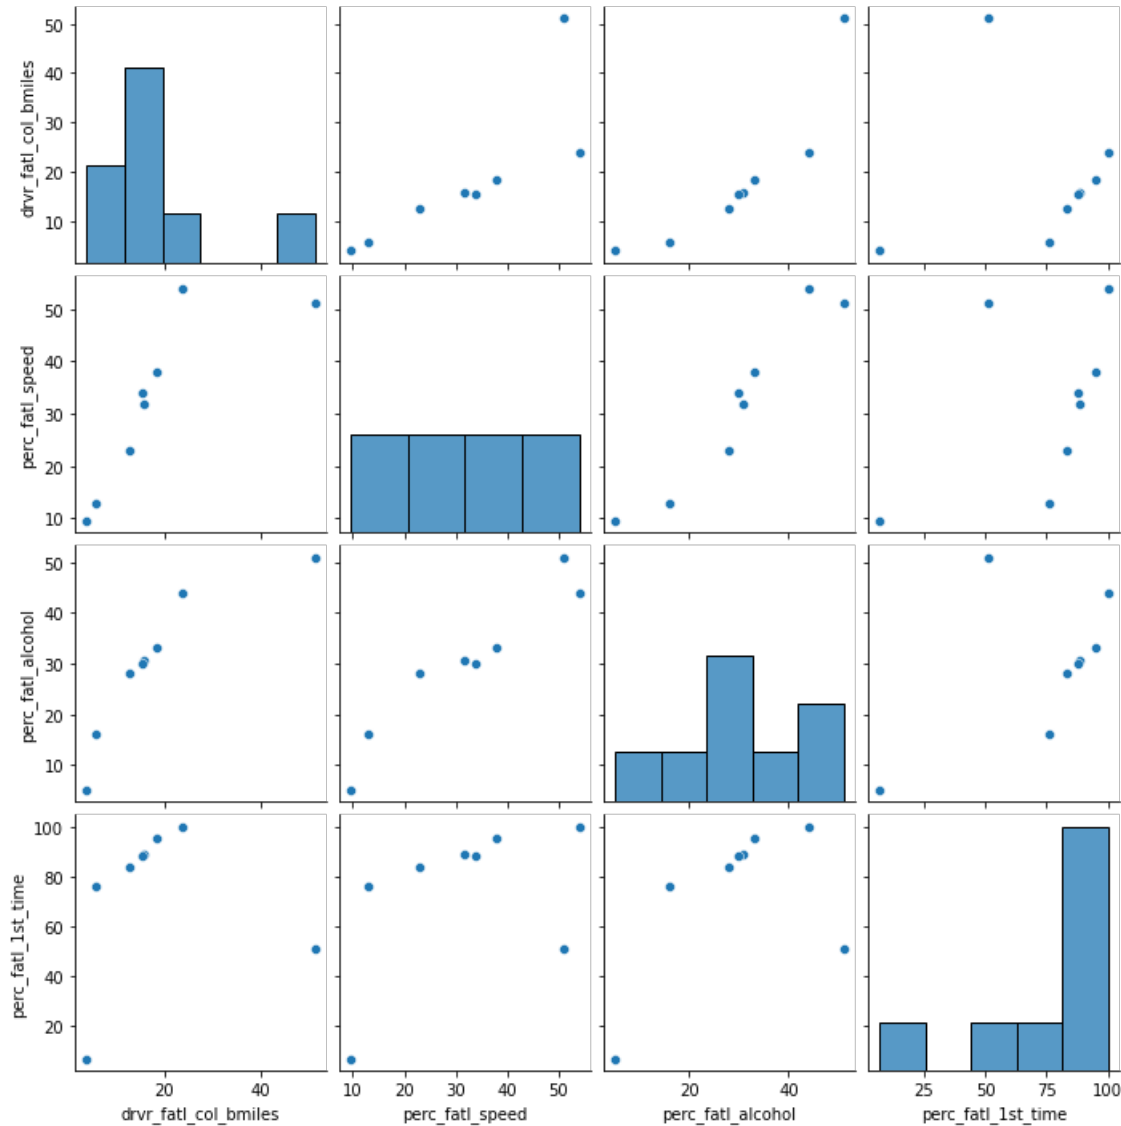 50
40
30
20
10
drvr_fatl_col_bmiles
50
40
30
20
10
perc_fatl_speed
50
40
30
20
10
perc_fatl_alcohol
100
80
60
40
20
perc_fatl_1st_time
20 40
10 20 30 40 50
20 40
25 50 75 100
drvr_fatl_col_bmiles
perc_fatl_speed
perc_fatl_alcohol
perc_fatl_1st_time